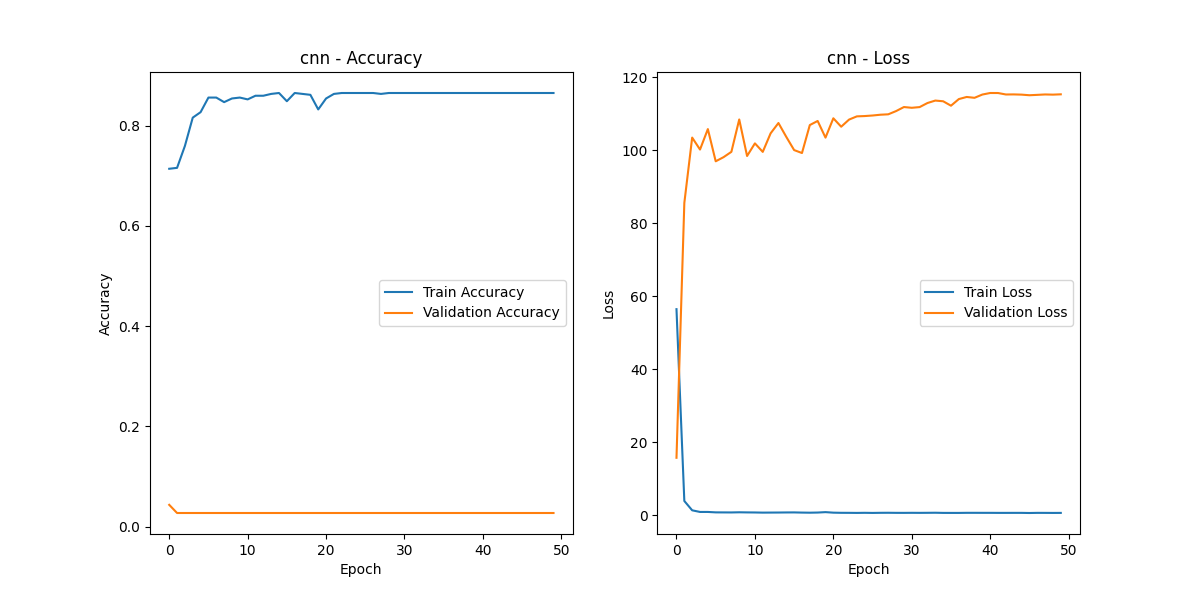 cnn - Accuracy
0.8
0.6
0.4
0.2
0.0
Accuracy
Train Accuracy
Validation Accuracy
0 10 20 30 40 50
Epoch
cnn - Loss
120
100
80
60
40
20
0
Loss
Train Loss
Validation Loss
0 10 20 30 40 50
Epoch